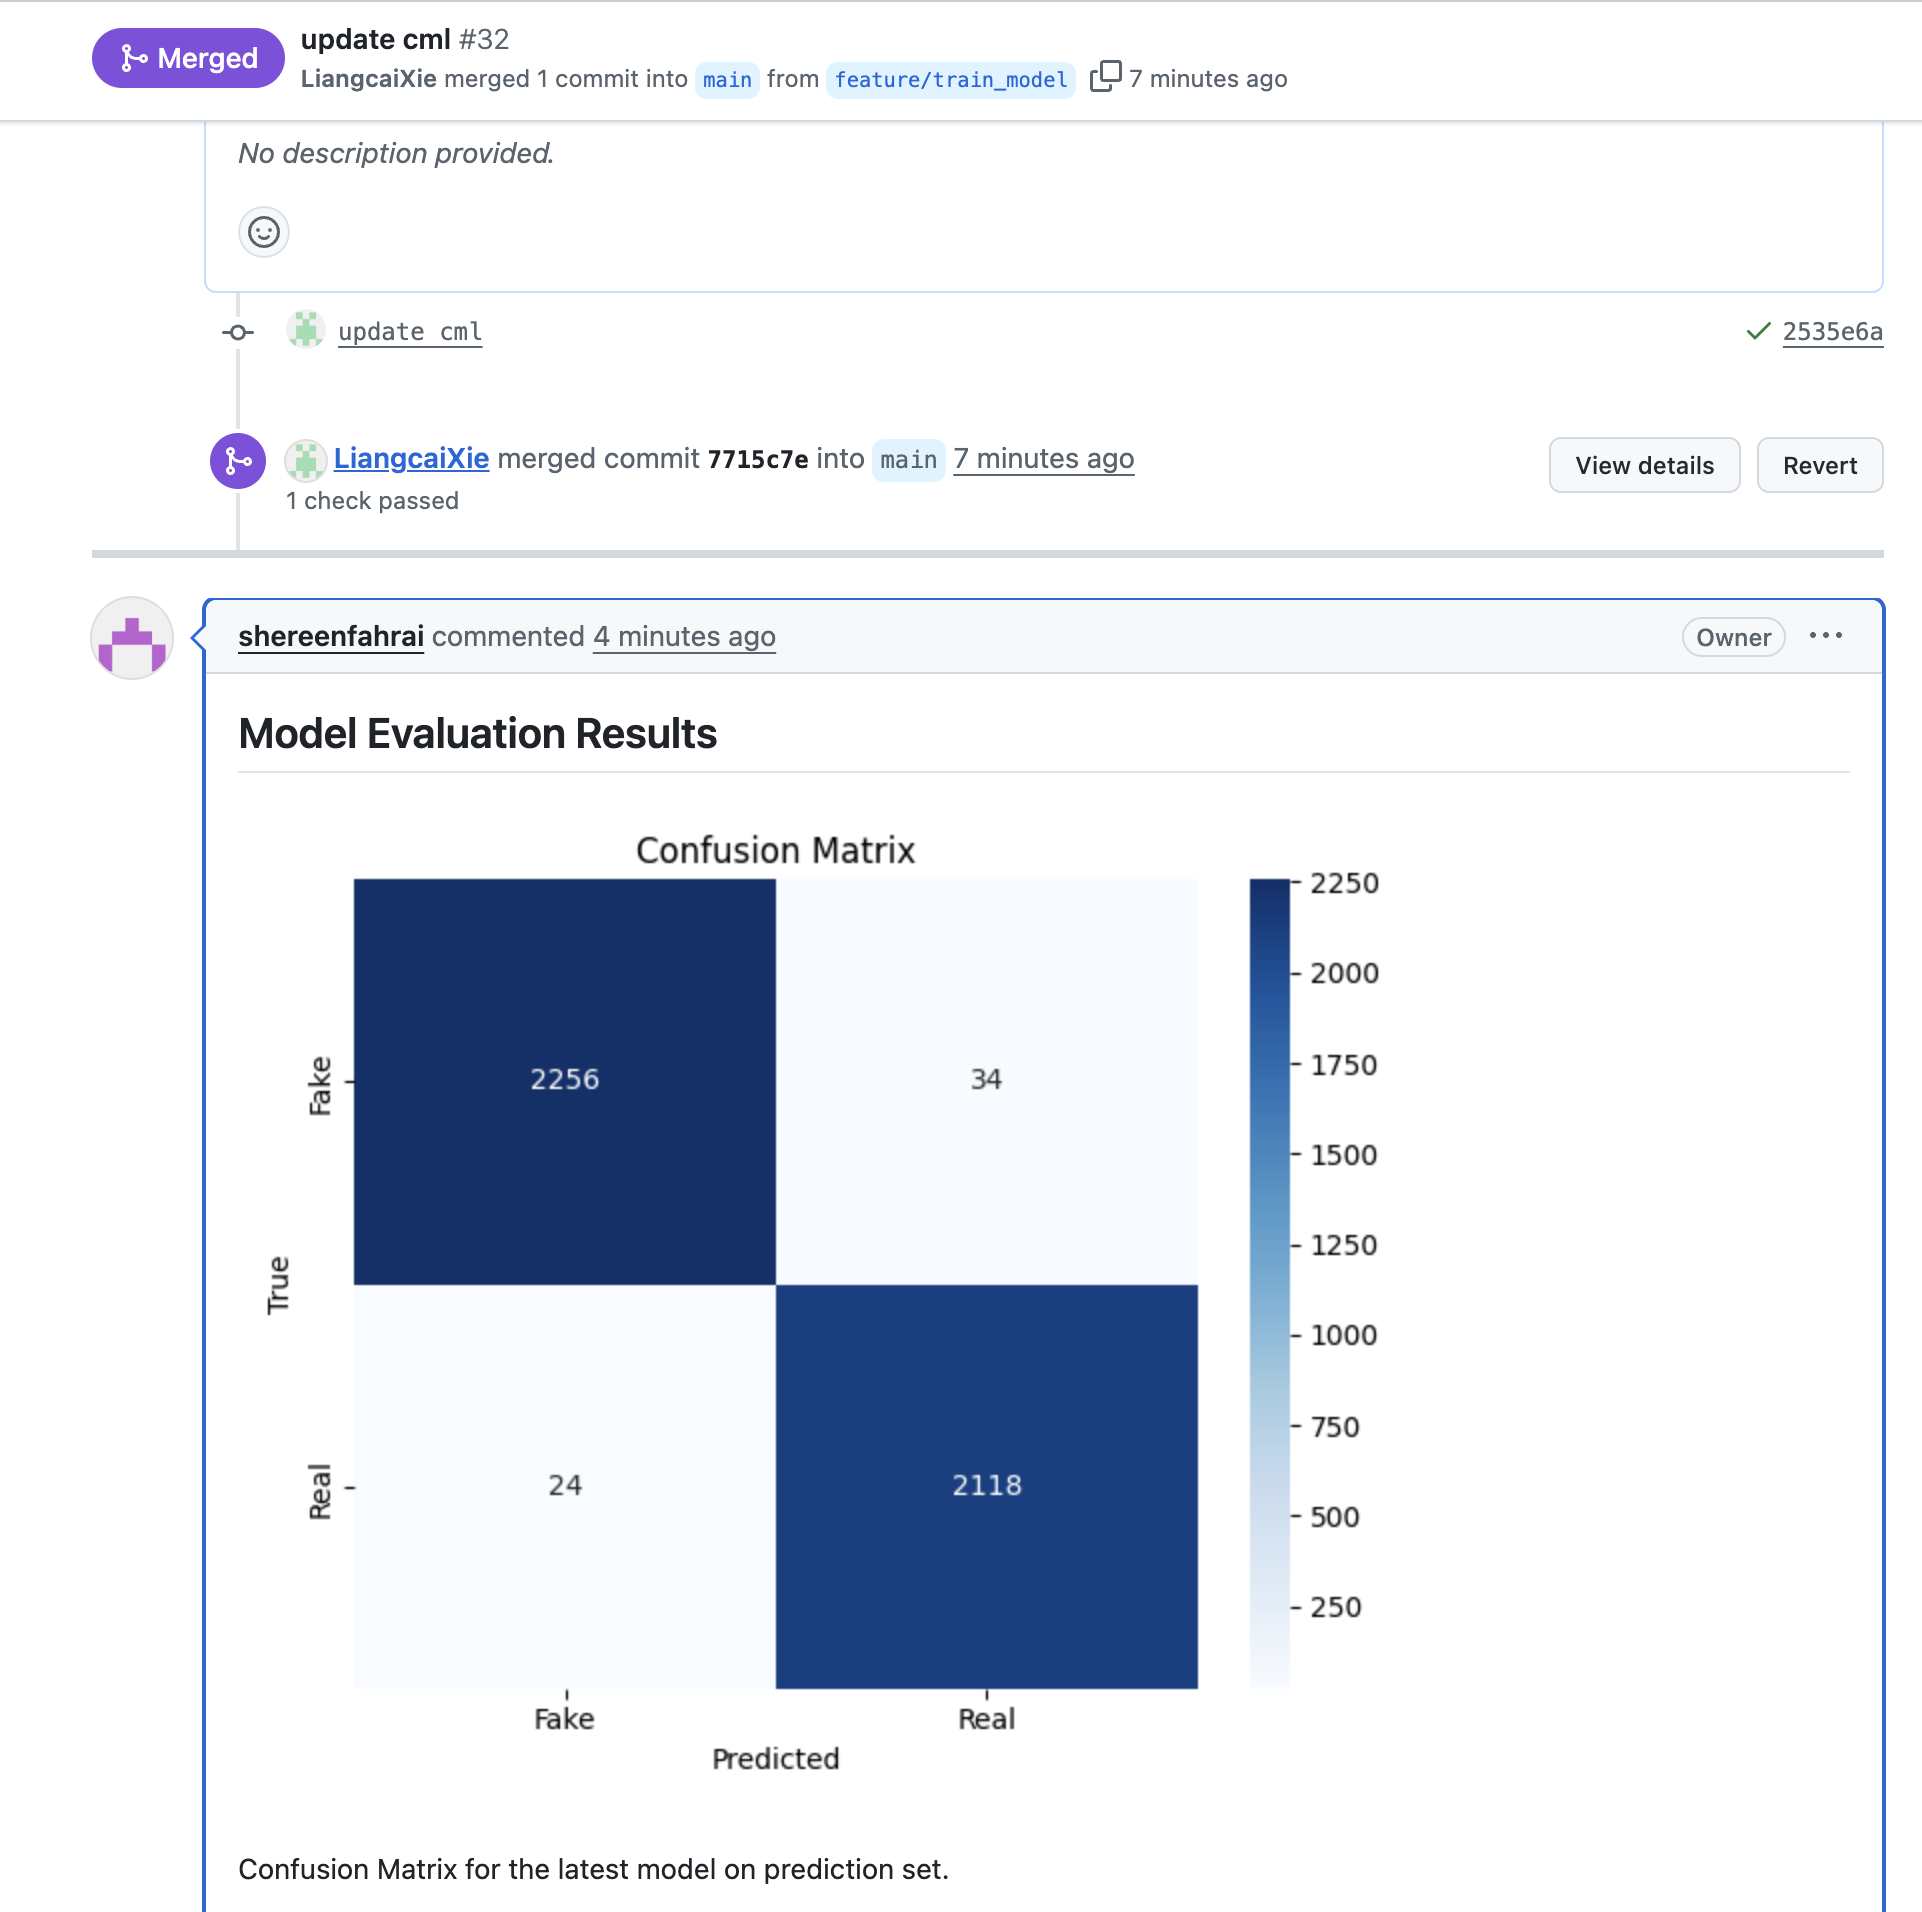 Merged
update cml #32
LiangcaiXie merged 1 commit into main from feature/train_model 7 minutes ago
No description provided.
update cml 2535e6a
LiangcaiXie merged commit 7715c7e into main 7 minutes ago View details Revert
1 check passed
shereenfahrai commented 4 minutes ago Owner
Model Evaluation Results
Confusion Matrix
2250
2000
1750
1500
1250
1000
750
500
250
True
Fake
2256 34
Real
24 2118
Fake Real
Predicted
Confusion Matrix for the latest model on prediction set.